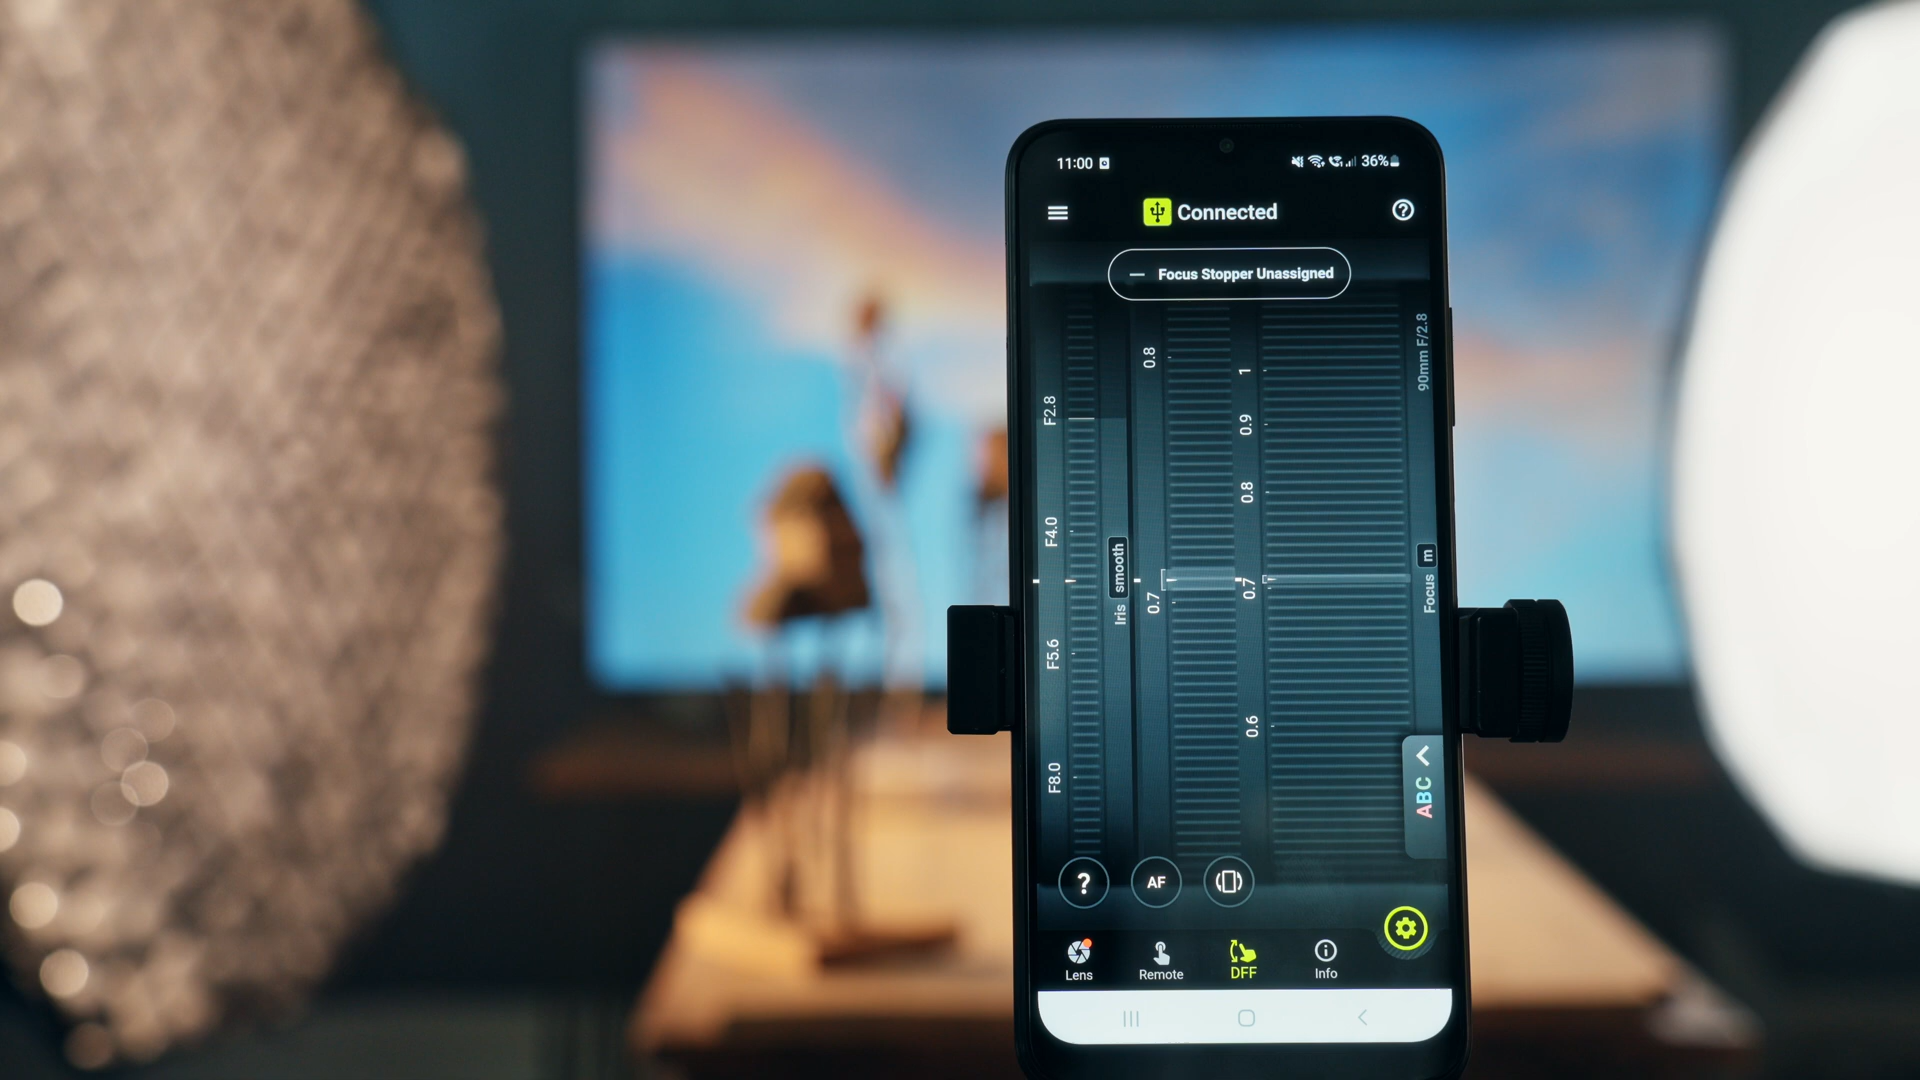 11:00
36%
Connected
?
Focus Stopper Unassigned
F2.8
F4.0
F5.6
F8.0
Iris smooth
0.8
0.7
1
0.9
0.8
0.7
0.6
90mm F/2.8
Focus m
ABC
?
AF
Lens
Remote
DFF
Info